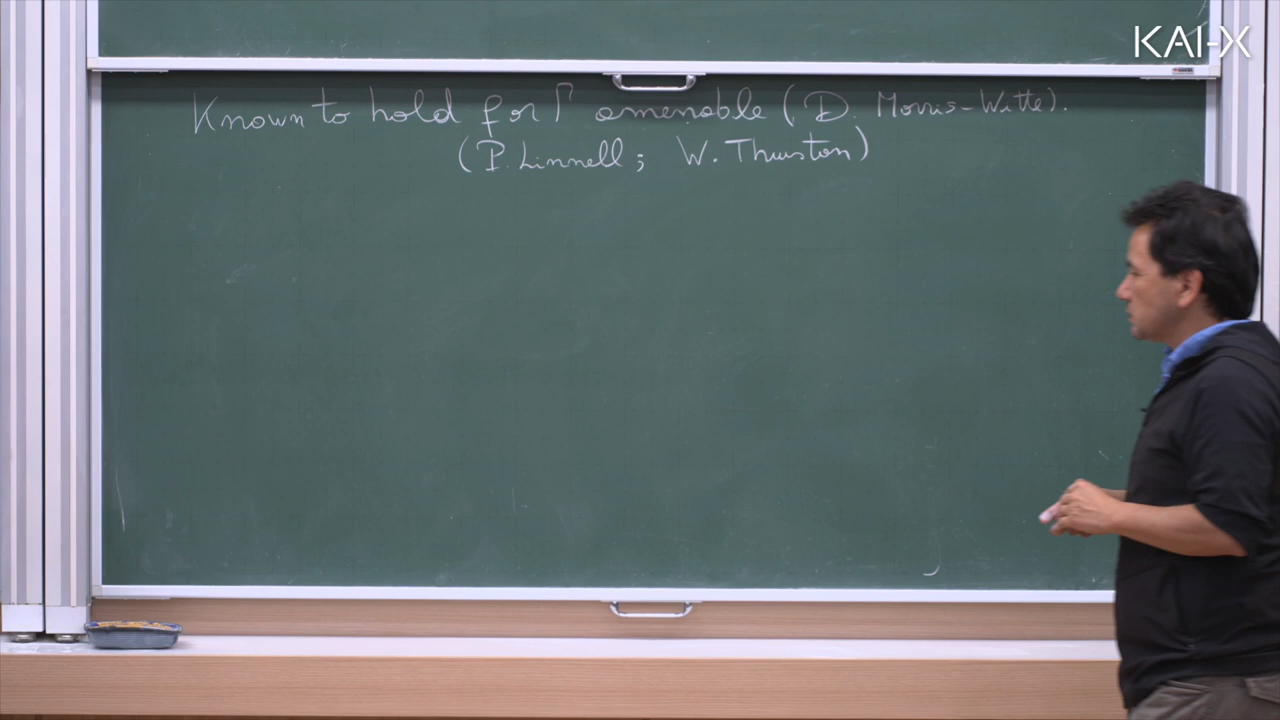 KAI-X
Known to hold for Γ amenable (D. Morris-Witte).
(P. Linnell; W. Thurston)